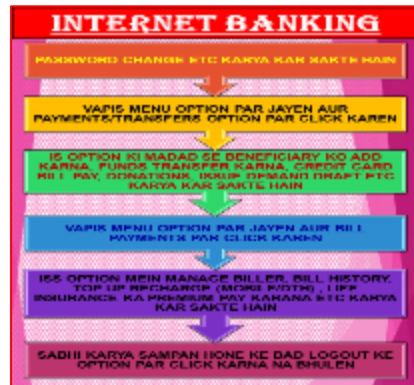 INTERNET BANKING
PASSWORD CHANGE ETC KARYA KAR SAKTE HAIN
VAPIS MENU OPTION PAR JAYEN AUR
PAYMENTS/TRANSFERS OPTION PAR CLICK KAREN
IS OPTION KI MADAD SE BENEFICIARY KO ADD
KARNA, FUNDS TRANSFER KARNA, CREDIT CARD
BILL PAY, DONATIONS, ISSUE DEMAND DRAFT ETC
KARYA KAR SAKTE HAIN
VAPIS MENU OPTION PAR JAYEN AUR BILL
PAYMENTS PAR CLICK KAREN
ISS OPTION MEIN MANAGE BILLER, BILL HISTORY,
TOP UP RECHARGE (MOBILE/DTH) , LIFE
INSURANCE KA PREMIUM PAY KARANA ETC KARYA
KAR SAKTE HAIN
SABHI KARYA SAMPAN HONE KE BAD LOGOUT KE
OPTION PAR CLICK KARNA NA BHULEN